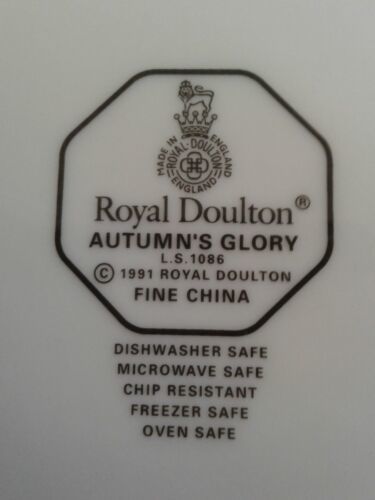 MADE IN ENGLAND
ROYAL·DOULTON
ENGLAND
Royal Doulton®
AUTUMN'S GLORY
L.S.1086
© 1991 ROYAL DOULTON
FINE CHINA
DISHWASHER SAFE
MICROWAVE SAFE
CHIP RESISTANT
FREEZER SAFE
OVEN SAFE